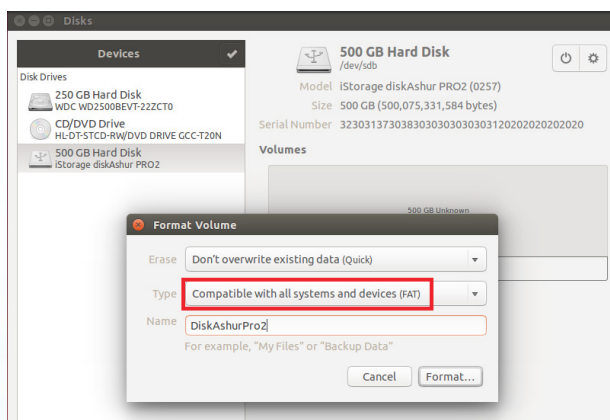 Disks
Devices
Disk Drives
250 GB Hard Disk
WDC WD2500BEVT-22ZCT0
CD/DVD Drive
HL-DT-STCD-RW/DVD DRIVE GCC-T20N
500 GB Hard Disk
iStorage diskAshur PRO2
500 GB Hard Disk
/dev/sdb
Model iStorage diskAshur PRO2 (0257)
Size 500 GB (500,075,331,584 bytes)
Serial Number
Volumes
500 GB Unknown
Format Volume
Erase Don't overwrite existing data (Quick)
Type Compatible with all systems and devices (FAT)
Name DiskAshurPro2
For example, "My Files" or "Backup Data"
Cancel Format...